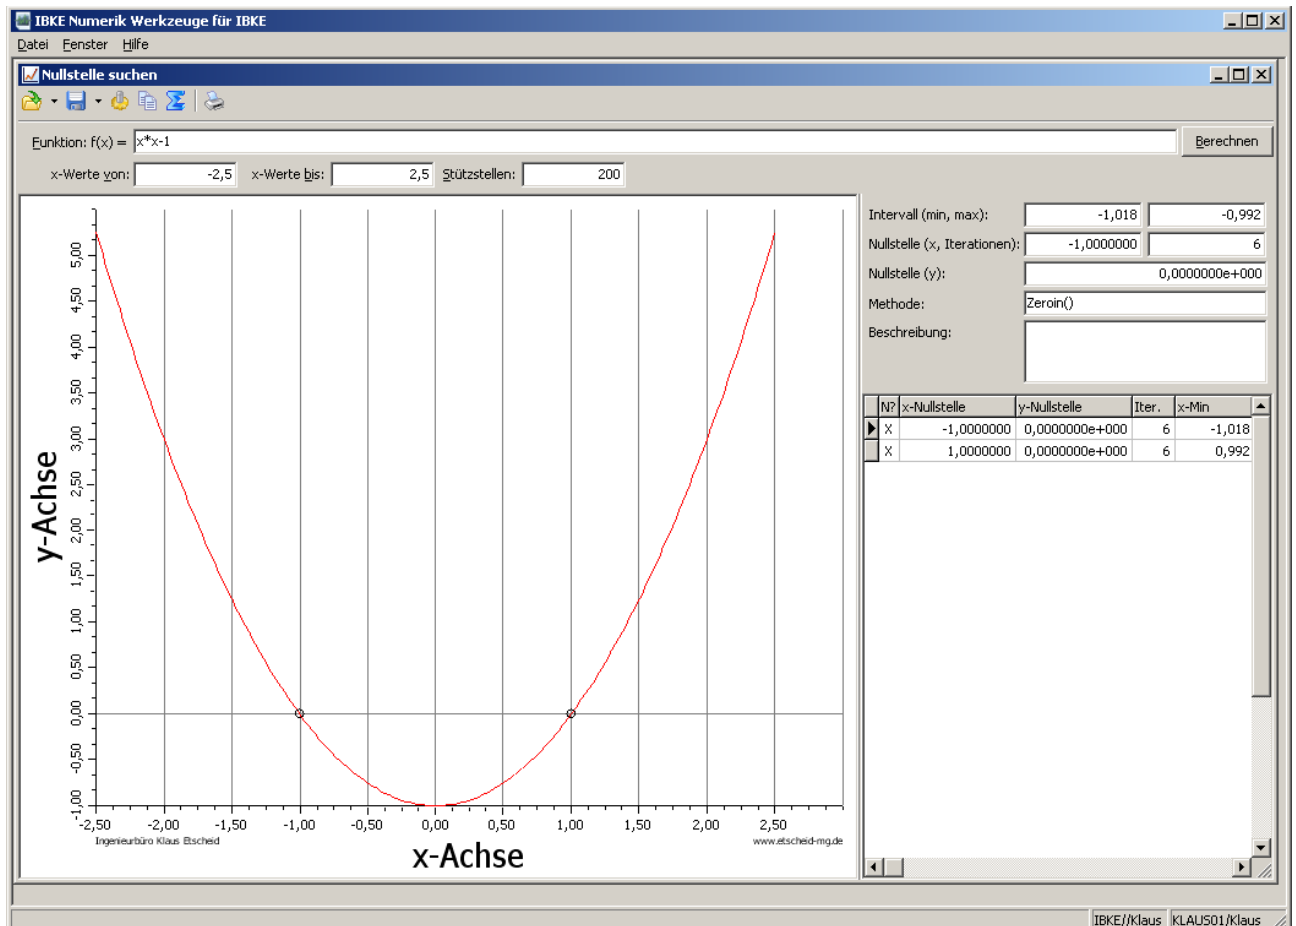 IBKE Numerik Werkzeuge für IBKE
Datei Fenster Hilfe
Nullstelle suchen
Funktion: f(x) = x*x-1 Berechnen
x-Werte von: -2,5 x-Werte bis: 2,5 Stützstellen: 200
Intervall (min, max): -1,018 -0,992
Nullstelle (x, Iterationen): -1,0000000 6
Nullstelle (y): 0,0000000e+000
Methode: Zeroin()
Beschreibung:
N? x-Nullstelle y-Nullstelle Iter. x-Min
X -1,0000000 0,0000000e+000 6 -1,018
X 1,0000000 0,0000000e+000 6 0,992
y-Achse
5,00
4,50
4,00
3,50
3,00
2,50
2,00
1,50
1,00
0,50
0,00
-0,50
-1,00
-2,50 -2,00 -1,50 -1,00 -0,50 0,00 0,50 1,00 1,50 2,00 2,50
Ingenieurbüro Klaus Etscheid www.etscheid-mg.de
x-Achse
IBKE//Klaus KLAUS01/Klaus